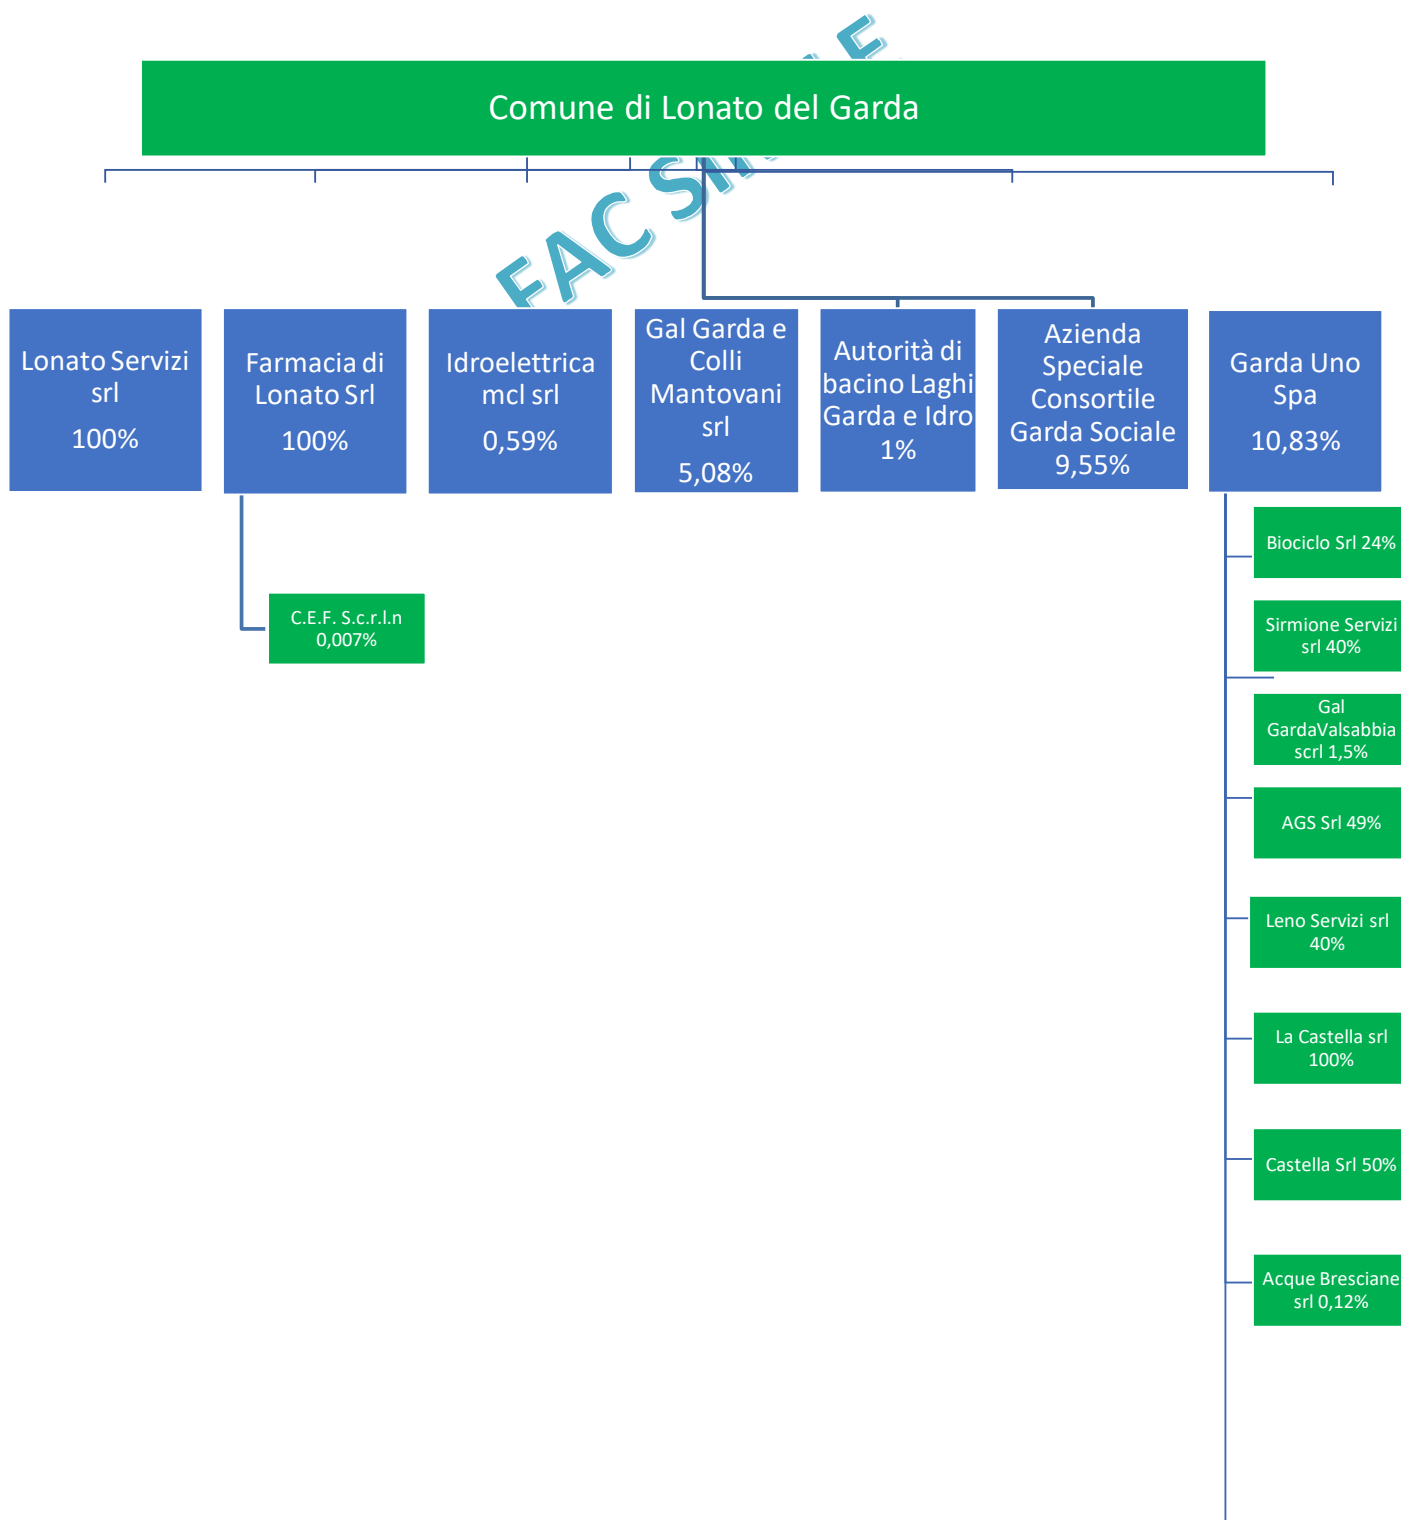 Comune di Lonato del Garda
FAC SIMILE
Lonato Servizi
srl
100%
Farmacia di
Lonato Srl
100%
Idroelettrica
mcl srl
0,59%
Gal Garda e
Colli
Mantovani
srl
5,08%
Autorità di
bacino Laghi
Garda e Idro
1%
Azienda
Speciale
Consortile
Garda Sociale
9,55%
Garda Uno
Spa
10,83%
C.E.F. S.c.r.l.n
0,007%
Biociclo Srl 24%
Sirmione Servizi
srl 40%
Gal
GardaValsabbia
scrl 1,5%
AGS Srl 49%
Leno Servizi srl
40%
La Castella srl
100%
Castella Srl 50%
Acque Bresciane
srl 0,12%